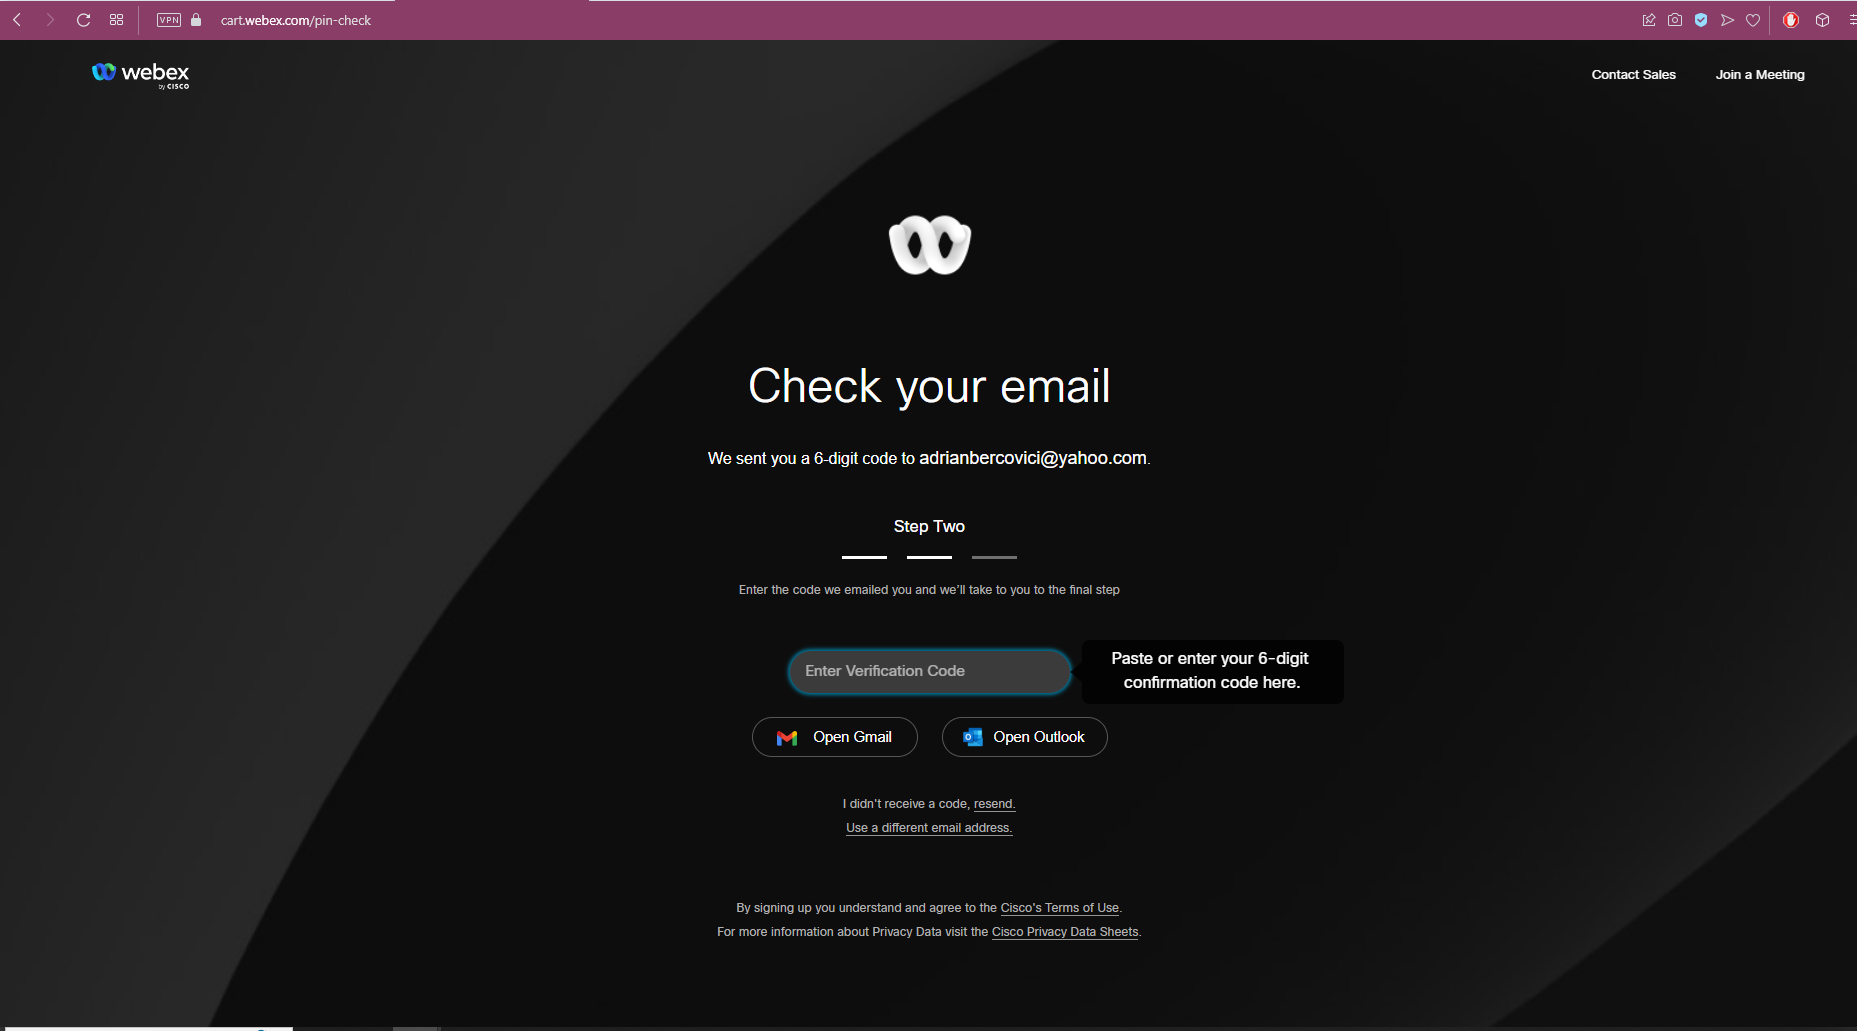 VPN
cart.webex.com/pin-check
webex
by CISCO
Contact Sales
Join a Meeting
Check your email
We sent you a 6-digit code to adrianbercovici@yahoo.com.
Step Two
Enter the code we emailed you and we'll take to you to the final step
Enter Verification Code
Paste or enter your 6-digit
confirmation code here.
Open Gmail
Open Outlook
I didn't receive a code, resend.
Use a different email address.
By signing up you understand and agree to the Cisco's Terms of Use.
For more information about Privacy Data visit the Cisco Privacy Data Sheets.